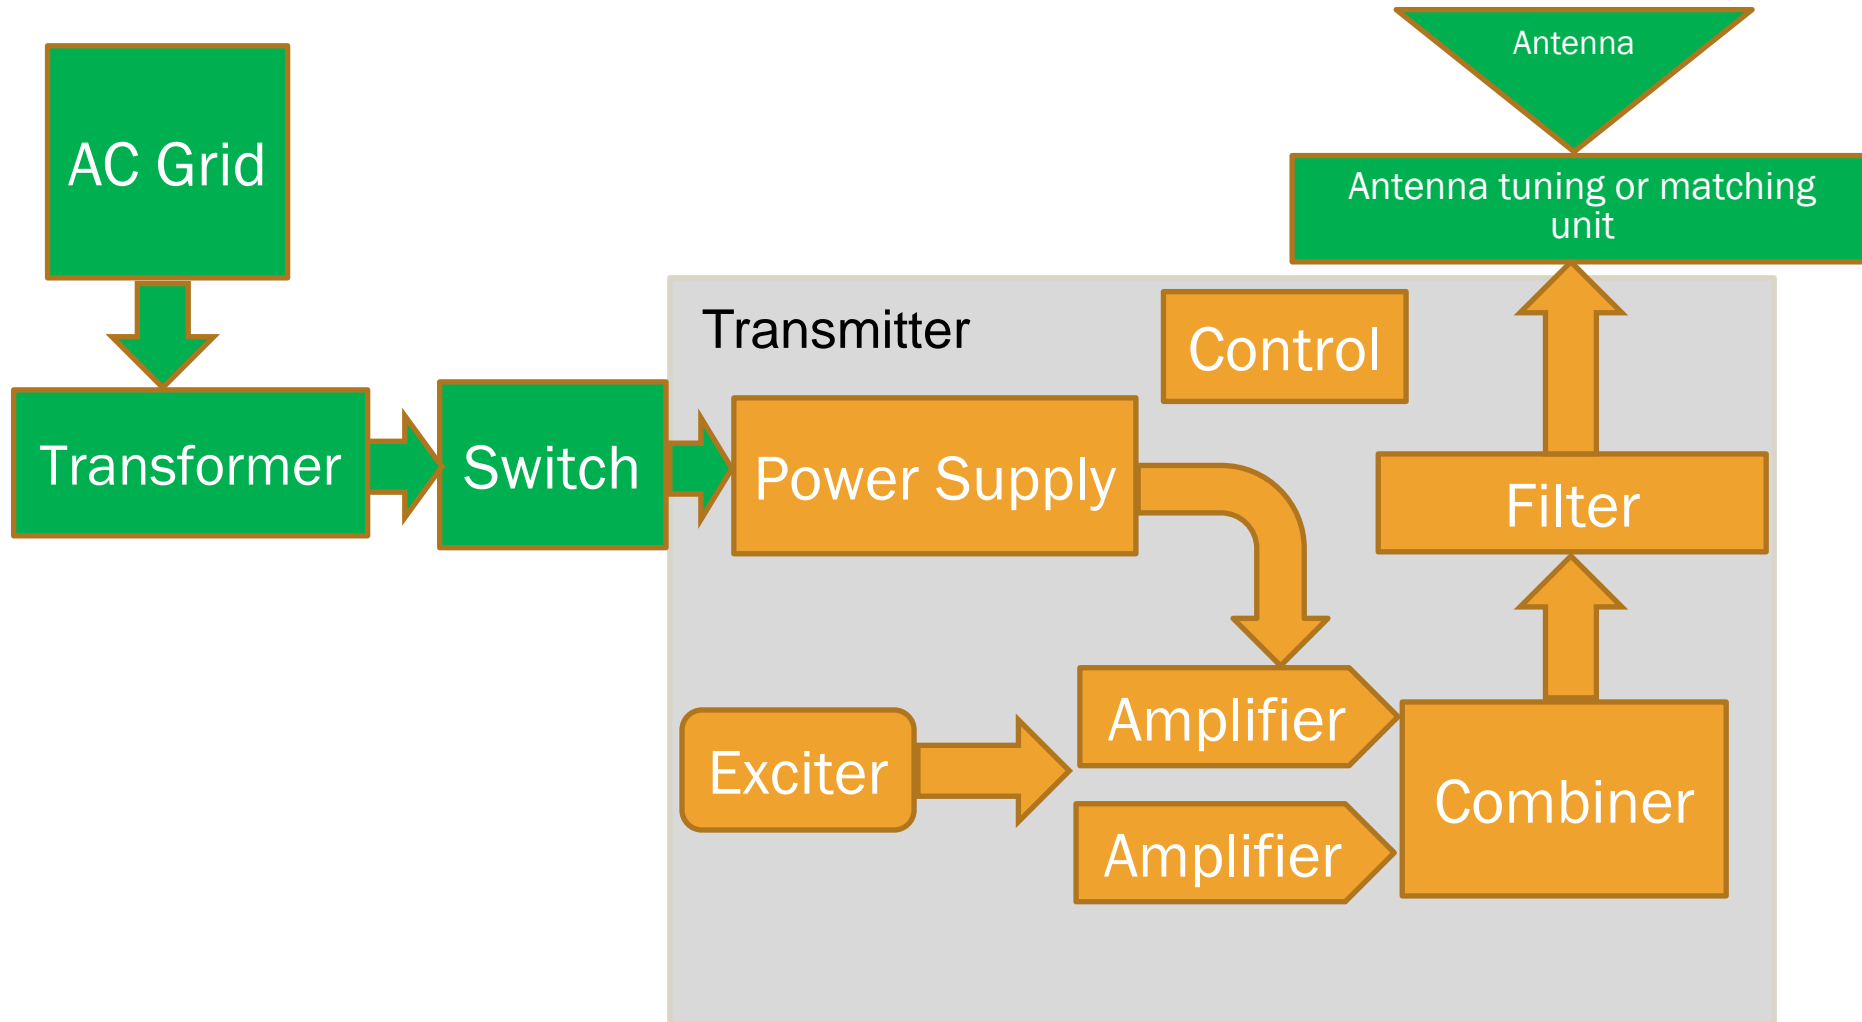 Antenna
AC Grid
Antenna tuning or matching
unit
Transmitter
Control
Transformer
Switch
Power Supply
Filter
Amplifier
Exciter
Combiner
Amplifier